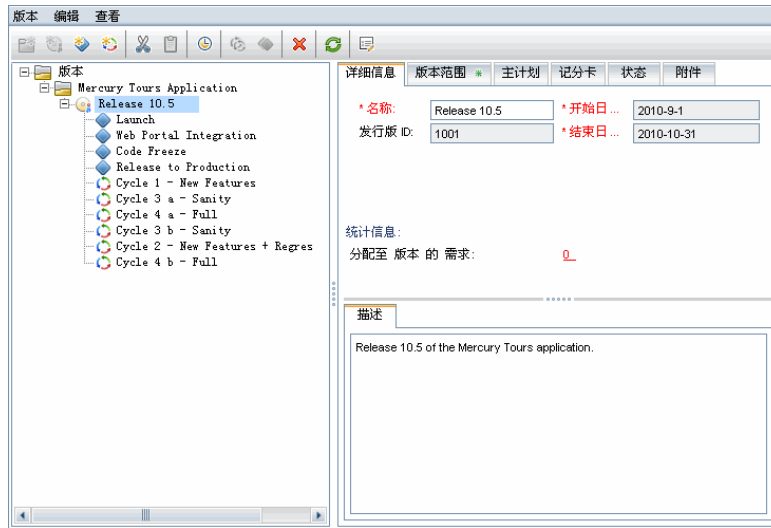 版本 编辑 查看
版本
Mercury Tours Application
Release 10.5
Launch
Web Portal Integration
Code Freeze
Release to Production
Cycle 1 - New Features
Cycle 3 a - Sanity
Cycle 4 a - Full
Cycle 3 b - Sanity
Cycle 2 - New Features + Regres
Cycle 4 b - Full
详细信息 版本范围 * 主计划 记分卡 状态 附件
* 名称: Release 10.5 * 开始日... 2010-9-1
发行版 ID: 1001 * 结束日... 2010-10-31
统计信息:
分配至 版本 的 需求: 0
描述
Release 10.5 of the Mercury Tours application.